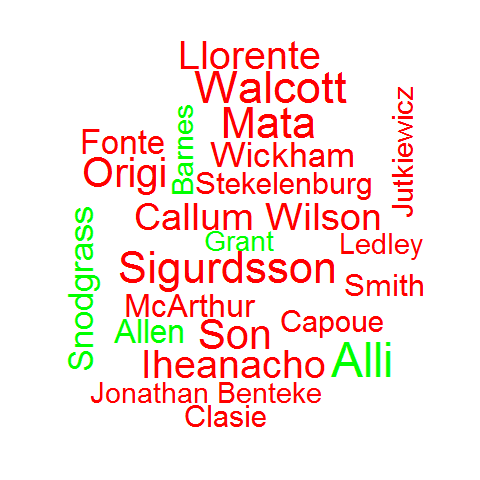 Llorente
Walcott
Mata
Barnes
Jutkiewicz
Fonte
Wickham
Origi
Stekelenburg
Callum Wilson
Snodgrass
Grant
Ledley
Sigurdsson
Smith
McArthur
Allen
Son
Capoue
Iheanacho
Alli
Jonathan Benteke
Clasie